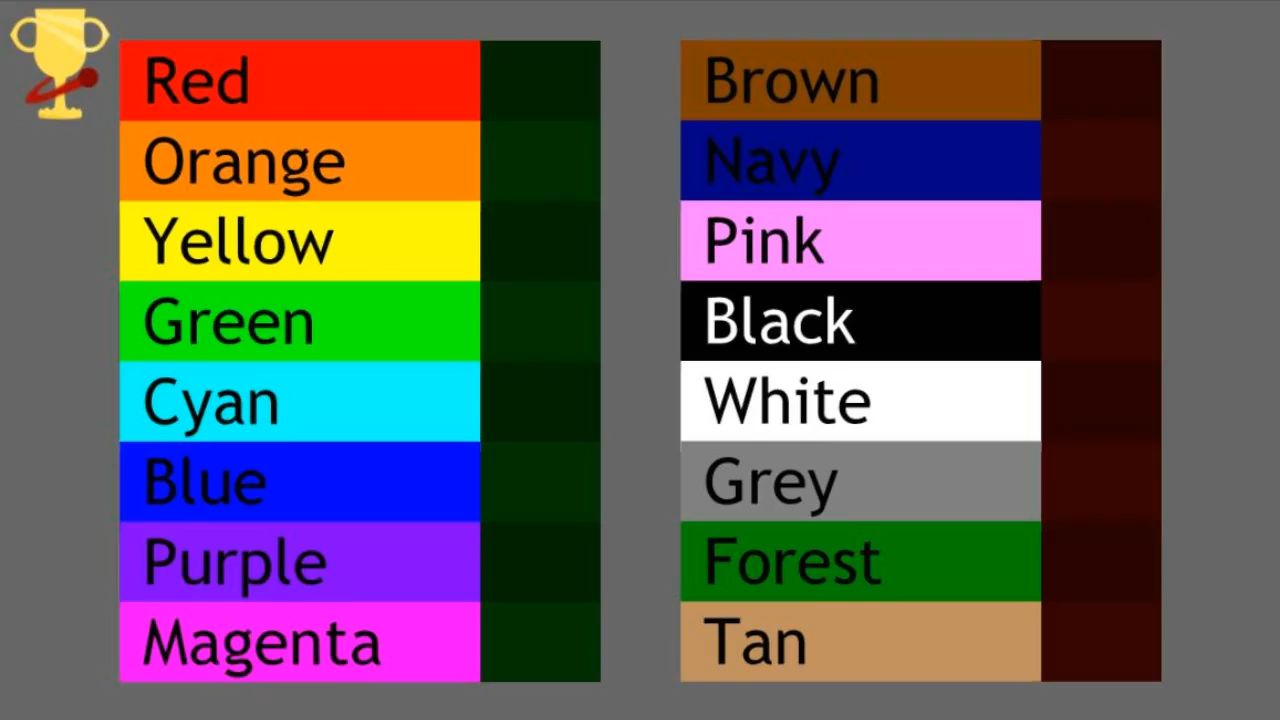 Red
Orange
Yellow
Green
Cyan
Blue
Purple
Magenta
Brown
Navy
Pink
Black
White
Grey
Forest
Tan